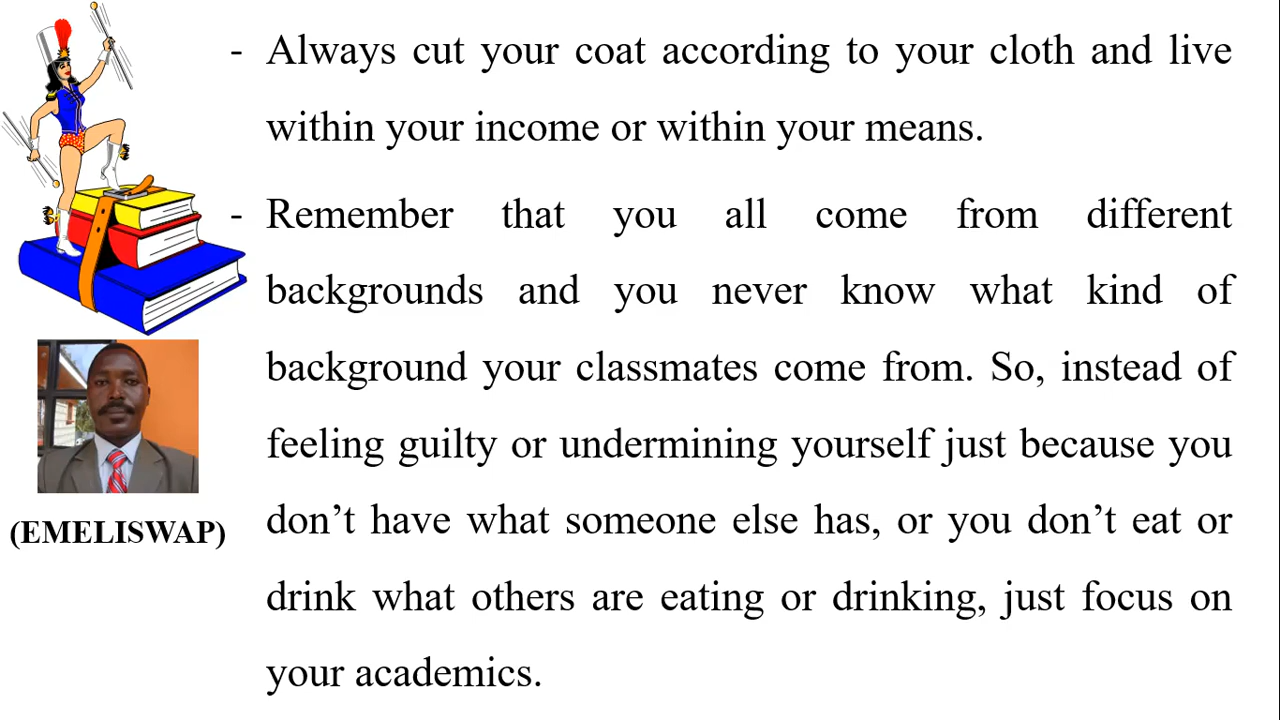 - Always cut your coat according to your cloth and live
within your income or within your means.
- Remember that you all come from different
backgrounds and you never know what kind of
background your classmates come from. So, instead of
feeling guilty or undermining yourself just because you
don’t have what someone else has, or you don’t eat or
drink what others are eating or drinking, just focus on
your academics.
(EMELISWAP)